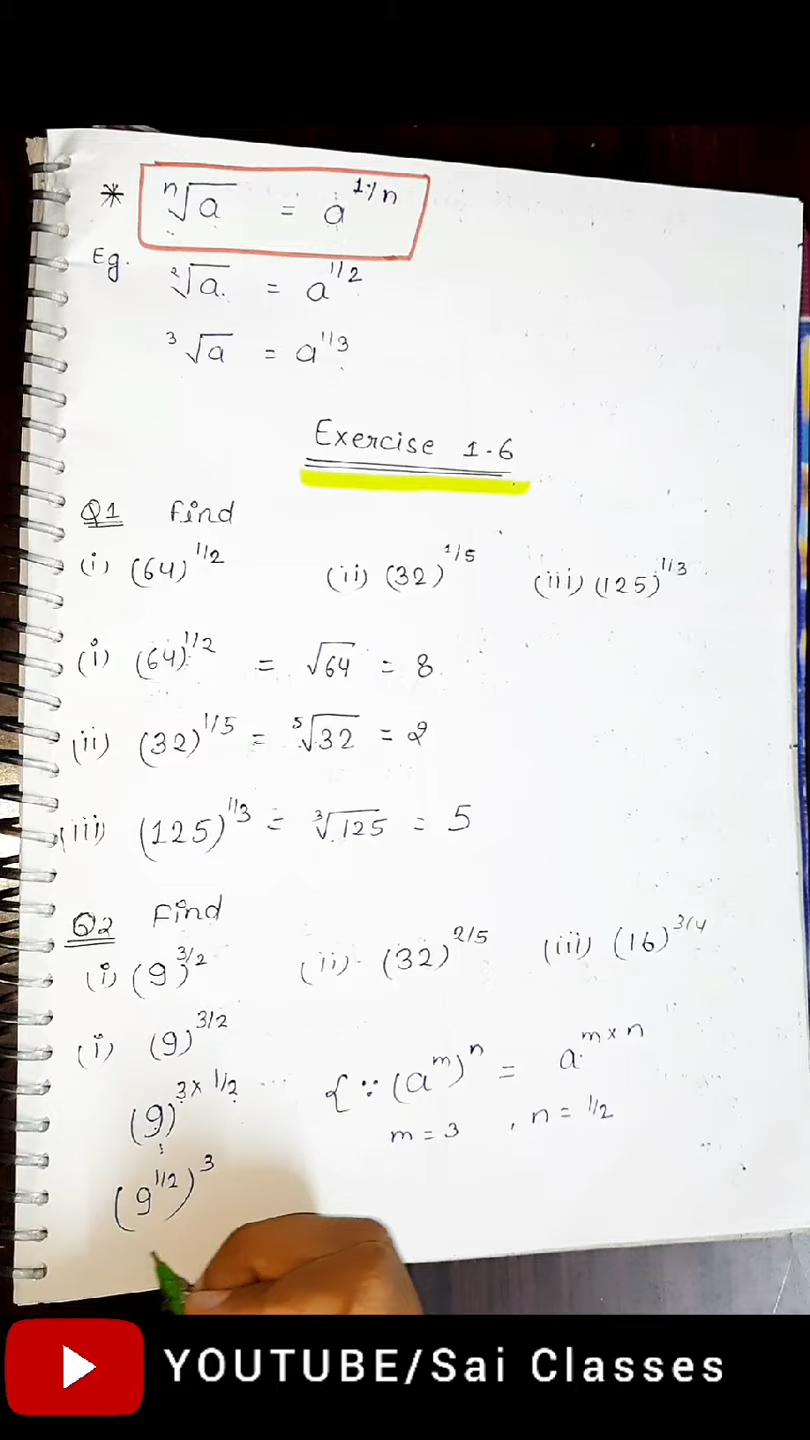 * ⁿ√a = a^1/n
Eg. ²√a = a^1/2
³√a = a^1/3
Exercise 1.6
Q1 Find
(i) (64)^1/2 (ii) (32)^1/5 (iii) (125)^1/3
(i) (64)^1/2 = √64 = 8
(ii) (32)^1/5 = ⁵√32 = 2
(iii) (125)^1/3 = ³√125 = 5
Q2 Find
(i) (9)^3/2 (ii) (32)^2/5 (iii) (16)^3/4
(i) (9)^3/2
(9)^3×1/2 {∵ (a^m)^n = a^m×n
m = 3 , n = 1/2
(9^1/2)^3
YOUTUBE/Sai Classes